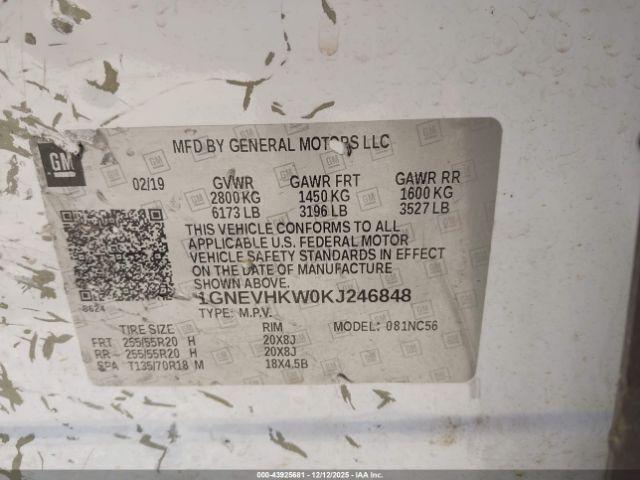 GM
MFD BY GENERAL MOTORS LLC
02/19 GVWR GAWR FRT GAWR RR
2800 KG 1450 KG 1600 KG
6173 LB 3196 LB 3527 LB
THIS VEHICLE CONFORMS TO ALL
APPLICABLE U.S. FEDERAL MOTOR
VEHICLE SAFETY STANDARDS IN EFFECT
ON THE DATE OF MANUFACTURE
SHOWN ABOVE.
8624
1GNEVHKW0KJ246848
TYPE: M.P.V. MODEL: 081NC56
TIRE SIZE RIM
FRT 255/55R20 H 20X8J
RR 255/55R20 H 20X8J
SPA T135/70R18 M 18X4.5B
000-43925681 - 12/12/2025 - COPYRIGHT IAA, LLC.